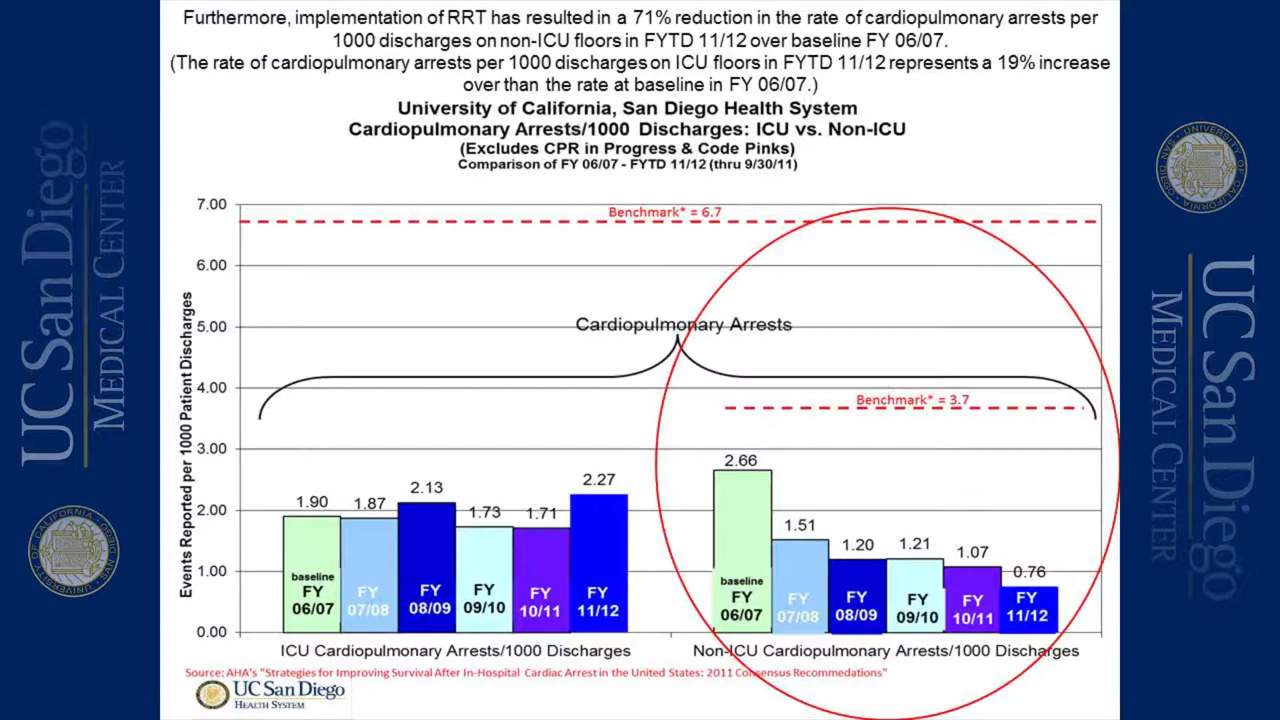 Furthermore, implementation of RRT has resulted in a 71% reduction in the rate of cardiopulmonary arrests per
1000 discharges on non-ICU floors in FYTD 11/12 over baseline FY 06/07.
(The rate of cardiopulmonary arrests per 1000 discharges on ICU floors in FYTD 11/12 represents a 19% increase
over than the rate at baseline in FY 06/07.)
University of California, San Diego Health System
Cardiopulmonary Arrests/1000 Discharges: ICU vs. Non-ICU
(Excludes CPR in Progress & Code Pinks)
Comparison of FY 06/07 - FYTD 11/12 (thru 9/30/11)
UC San Diego
MEDICAL CENTER
Events Reported per 1000 Patient Discharges
7.00
6.00
5.00
4.00
3.00
2.00
1.00
0.00
Benchmark* = 6.7
Cardiopulmonary Arrests
Benchmark* = 3.7
1.90
1.87
2.13
1.73
1.71
2.27
2.66
1.51
1.20
1.21
1.07
0.76
baseline
FY
06/07
FY
07/08
FY
08/09
FY
09/10
FY
10/11
FY
11/12
baseline
FY
06/07
FY
07/08
FY
08/09
FY
09/10
FY
10/11
FY
11/12
ICU Cardiopulmonary Arrests/1000 Discharges
Non-ICU Cardiopulmonary Arrests/1000 Discharges
Source: AHA's "Strategies for Improving Survival After In-Hospital Cardiac Arrest in the United States: 2011 Consensus Recommedations"
UC San Diego
HEALTH SYSTEM
UC San Diego
MEDICAL CENTER